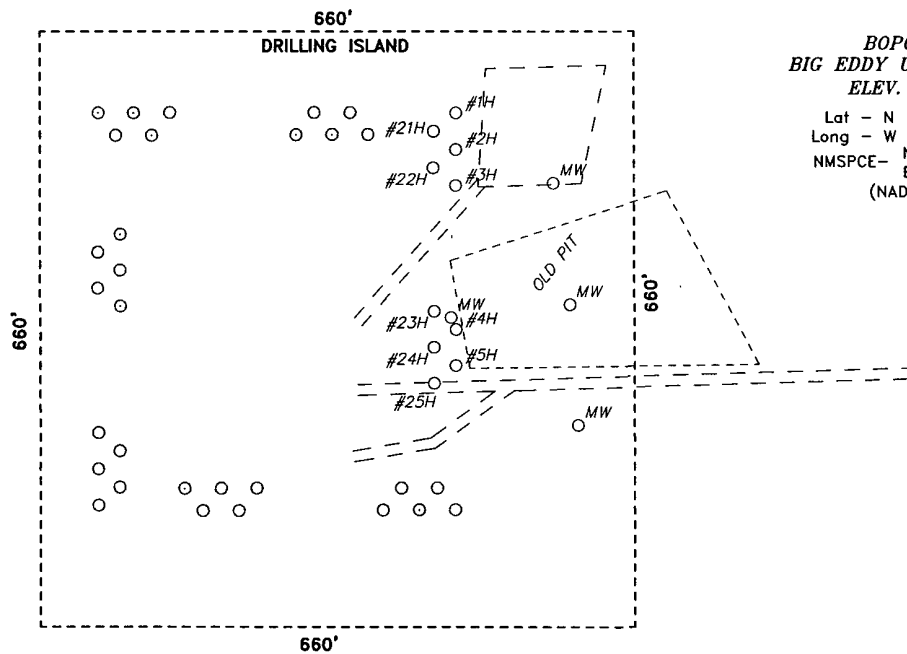 660'
DRILLING ISLAND
BIG EDDY
ELEV.
Lat - N
Long - W
NMSPCE-
(NAD
#1H
#21H
#2H
#22H
#3H
MW
OLD PIT
MW
660'
660'
MW
#23H
#4H
#24H
#5H
#25H
MW
660'